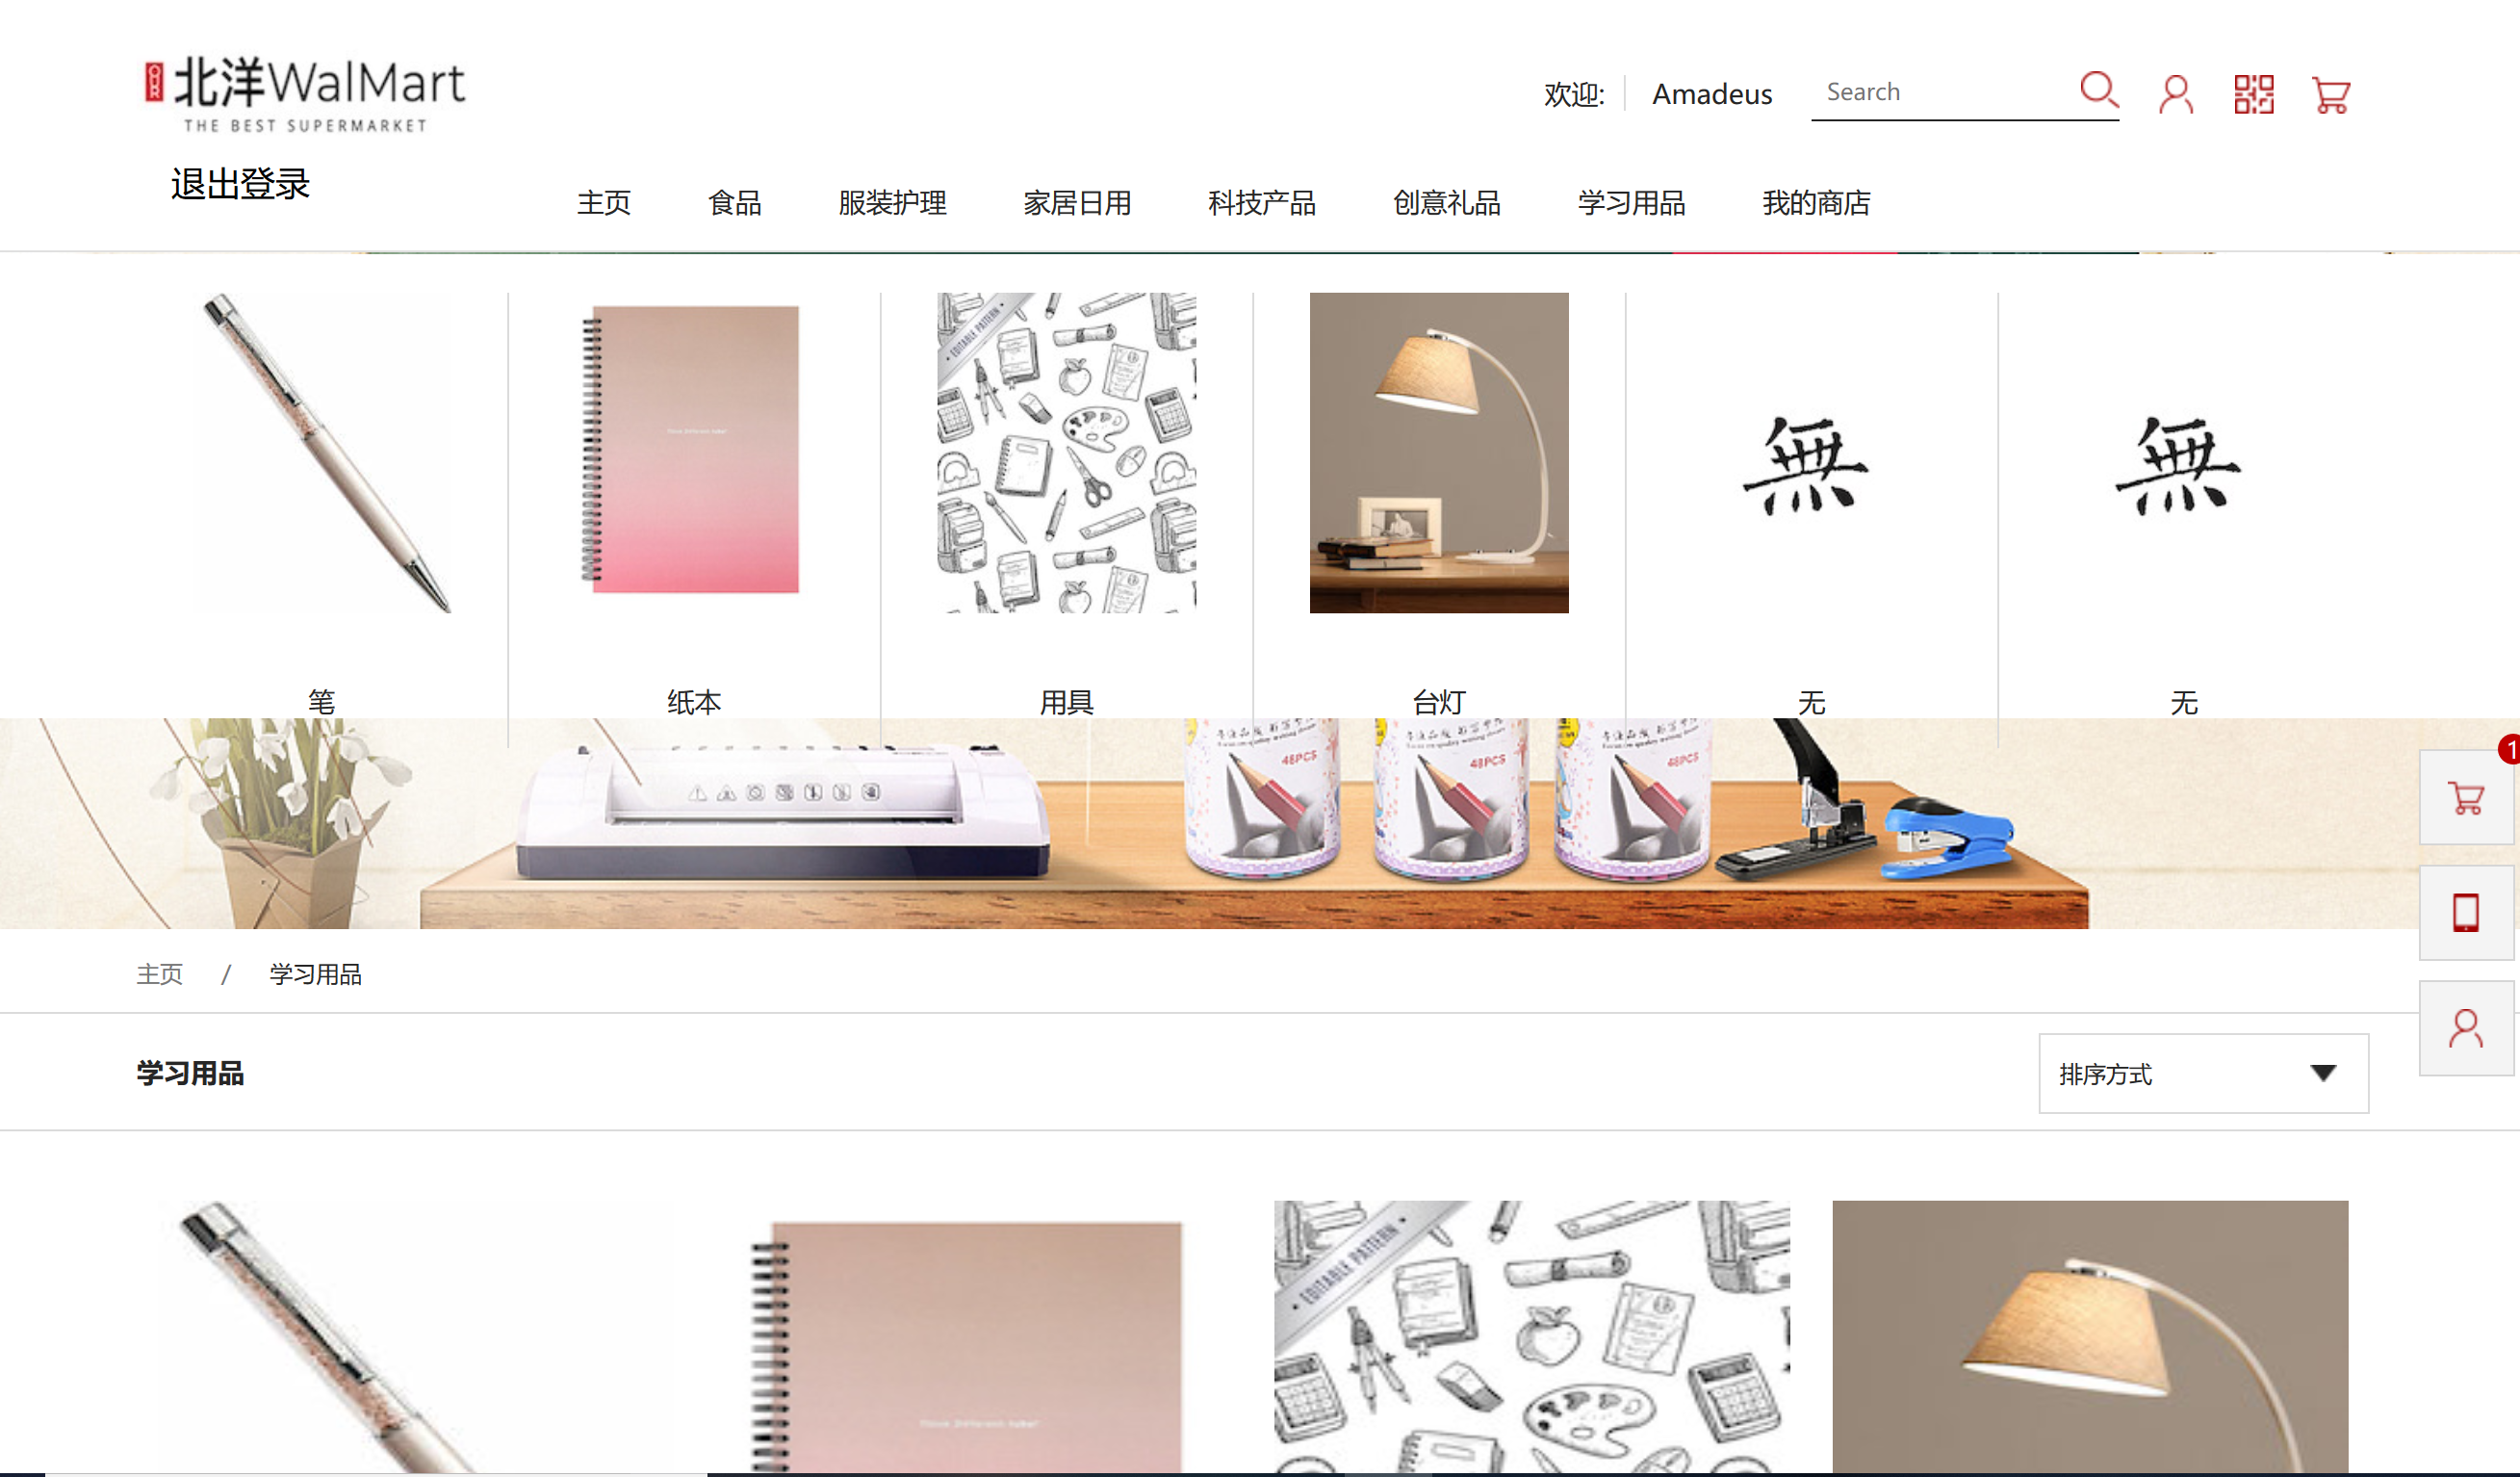 北洋WalMart
THE BEST SUPERMARKET
欢迎: Amadeus
Search
退出登录
主页 食品 服装护理 家居日用 科技产品 创意礼品 学习用品 我的商店
EDITABLE PATTERN
無 無
笔 纸本 用具 台灯 无 无
48PCS 48PCS 48PCS
1
主页 / 学习用品
学习用品
排序方式
EDITABLE PATTERN